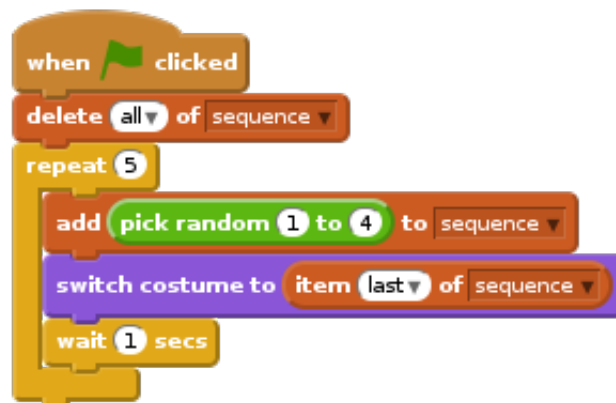 when clicked
delete all of sequence
repeat 5
add pick random 1 to 4 to sequence
switch costume to item last of sequence
wait 1 secs